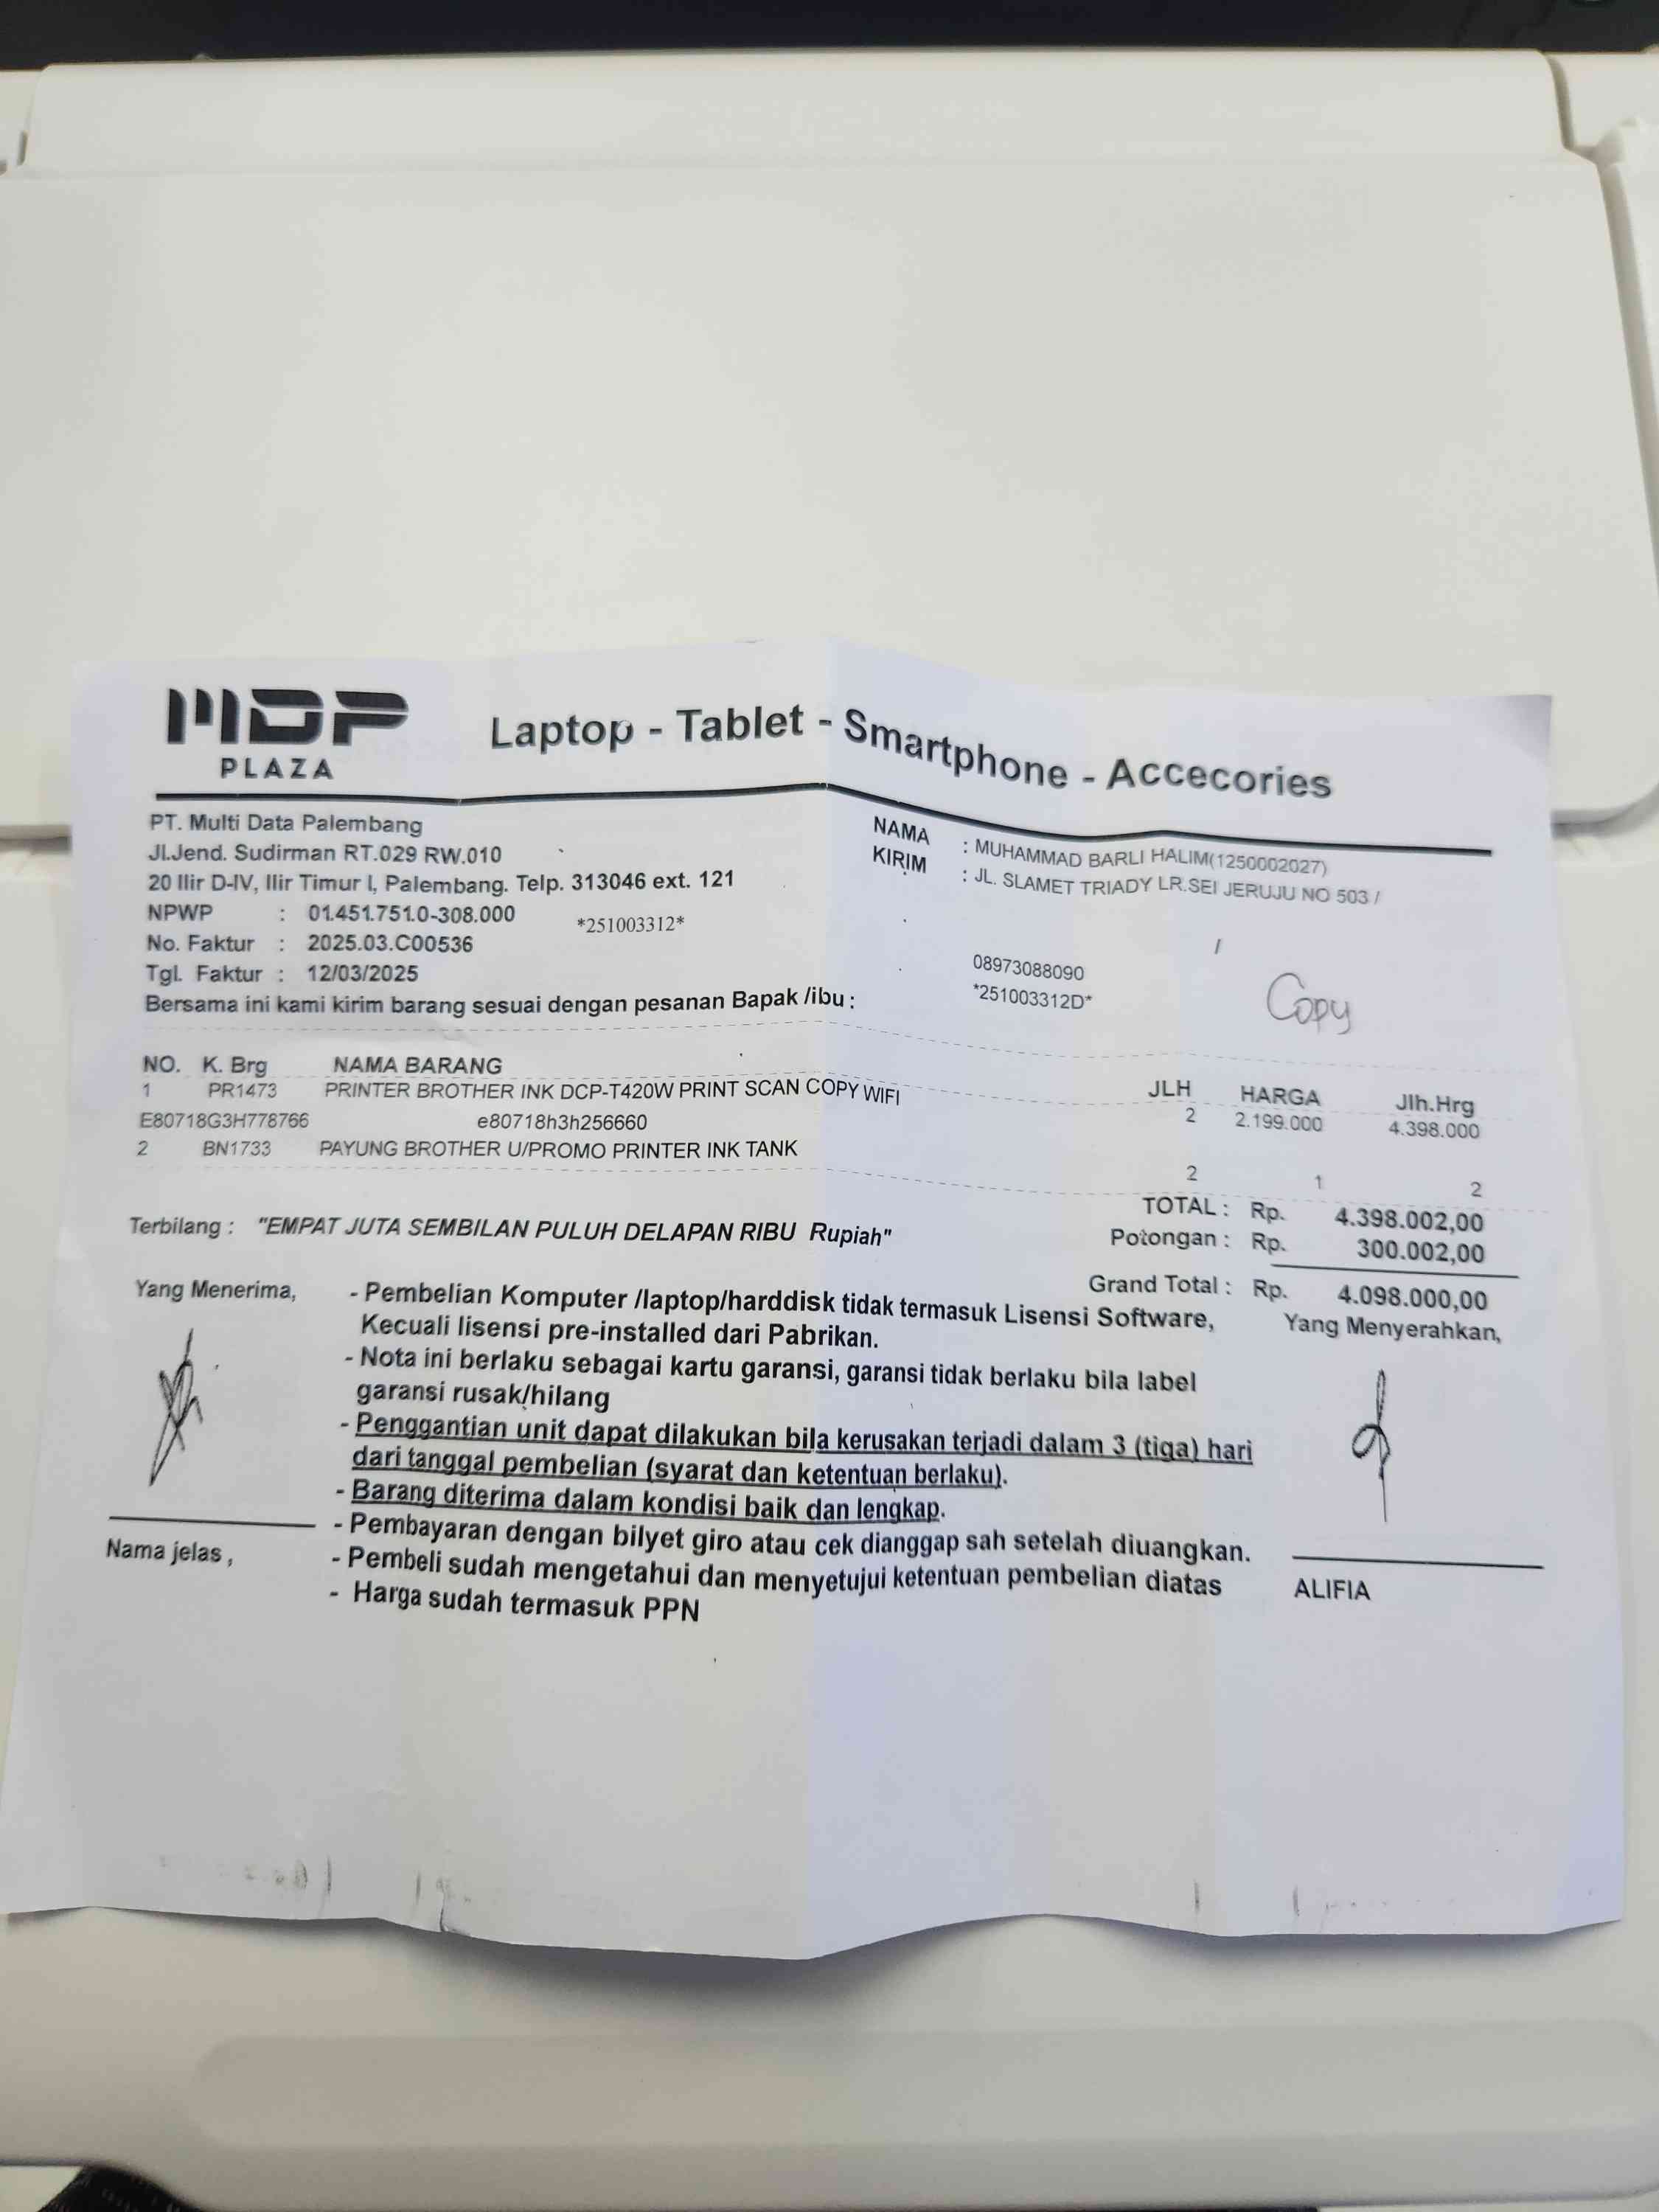 MDP
PLAZA
Laptop - Tablet - Smartphone - Accecories
PT. Multi Data Palembang
Jl.Jend. Sudirman RT.029 RW.010
20 Ilir D-IV, Ilir Timur I, Palembang. Telp. 313046 ext. 121
NPWP : 01.451.751.0-308.000 *251003312*
No. Faktur : 2025.03.C00536
Tgl. Faktur : 12/03/2025
Bersama ini kami kirim barang sesuai dengan pesanan Bapak /ibu :
NAMA : MUHAMMAD BARLI HALIM(1250002027)
KIRIM : JL. SLAMET TRIADY LR.SEI JERUJU NO 503 /
/
08973088090
*251003312D*
Copy
NO. K. Brg NAMA BARANG JLH HARGA Jlh.Hrg
1 PR1473 PRINTER BROTHER INK DCP-T420W PRINT SCAN COPY WIFI 2 2.199.000 4.398.000
E80718G3H778766 e80718h3h256660
2 BN1733 PAYUNG BROTHER U/PROMO PRINTER INK TANK 2 1 2
TOTAL : Rp. 4.398.002,00
Potongan : Rp. 300.002,00
Grand Total : Rp. 4.098.000,00
Terbilang : "EMPAT JUTA SEMBILAN PULUH DELAPAN RIBU Rupiah"
Yang Menerima,
- Pembelian Komputer /laptop/harddisk tidak termasuk Lisensi Software,
Kecuali lisensi pre-installed dari Pabrikan.
- Nota ini berlaku sebagai kartu garansi, garansi tidak berlaku bila label
garansi rusak/hilang
- Penggantian unit dapat dilakukan bila kerusakan terjadi dalam 3 (tiga) hari
dari tanggal pembelian (syarat dan ketentuan berlaku).
- Barang diterima dalam kondisi baik dan lengkap.
- Pembayaran dengan bilyet giro atau cek dianggap sah setelah diuangkan.
- Pembeli sudah mengetahui dan menyetujui ketentuan pembelian diatas
- Harga sudah termasuk PPN
Nama jelas ,
Yang Menyerahkan,
ALIFIA